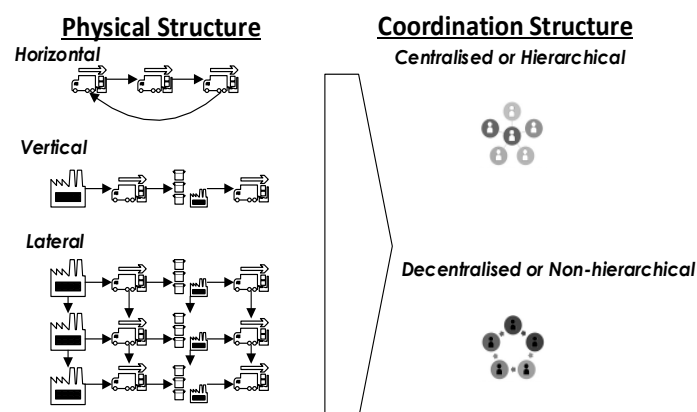 Physical Structure
Horizontal
Vertical
Lateral
Coordination Structure
Centralised or Hierarchical
Decentralised or Non-hierarchical